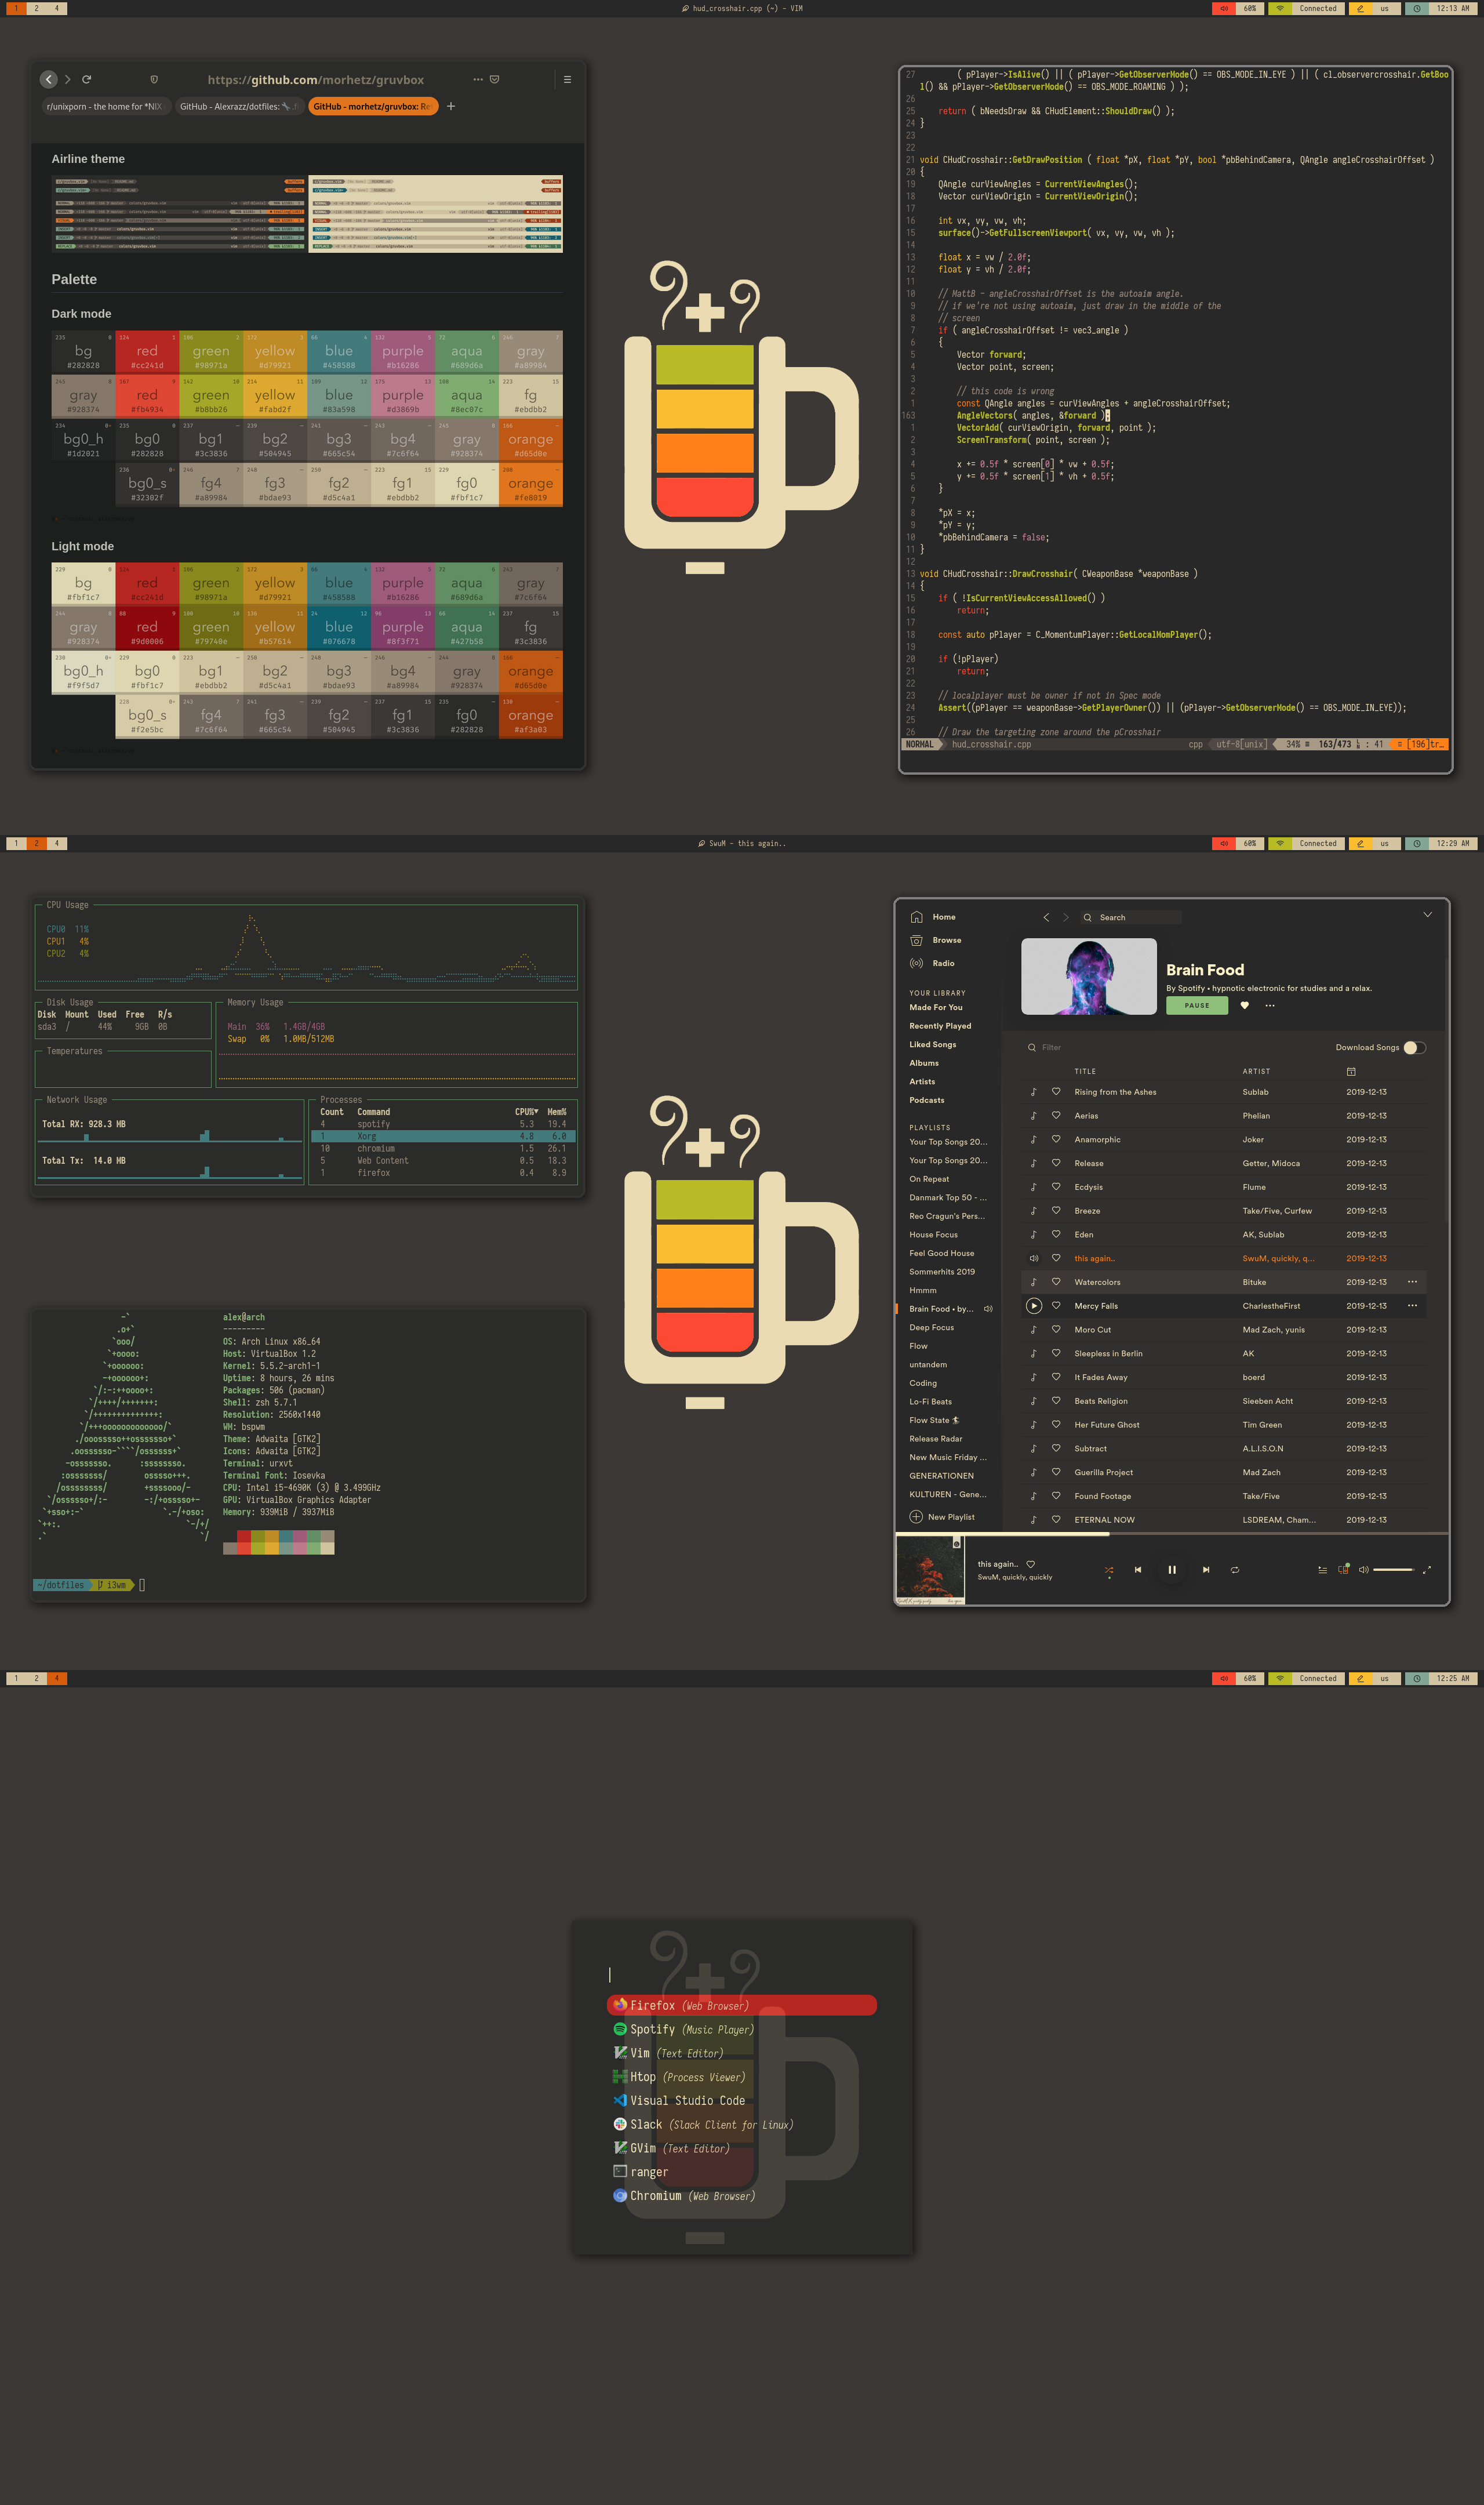 1 2 4
hud_crosshair.cpp (~) - VIM
60% Connected us 12:13 AM
https://github.com/morhetz/gruvbox
r/unixporn - the home for *NIX
GitHub - Alexrazz/dotfiles:
GitHub - morhetz/gruvbox: Re
Airline theme
Palette
Dark mode
bg red green yellow blue purple aqua gray
#282828 #cc241d #98971a #d79921 #458588 #b16286 #689d6a #a89984
gray red green yellow blue purple aqua fg
#928374 #fb4934 #b8bb26 #fabd2f #83a598 #d3869b #8ec07c #ebdbb2
bg0_h bg0 bg1 bg2 bg3 bg4 gray orange
#1d2021 #282828 #3c3836 #504945 #665c54 #7c6f64 #928374 #d65d0e
bg0_s fg4 fg3 fg2 fg1 fg0 orange
#32302f #a89984 #bdae93 #d5c4a1 #ebdbb2 #fbf1c7 #fe8019
Light mode
bg red green yellow blue purple aqua gray
#fbf1c7 #cc241d #98971a #d79921 #458588 #b16286 #689d6a #7c6f64
gray red green yellow blue purple aqua fg
#928374 #9d0006 #79740e #b57614 #076678 #8f3f71 #427b58 #3c3836
bg0_h bg0 bg1 bg2 bg3 bg4 gray orange
#f9f5d7 #fbf1c7 #ebdbb2 #d5c4a1 #bdae93 #a89984 #928374 #d65d0e
bg0_s fg4 fg3 fg2 fg1 fg0 orange
#f2e5bc #7c6f64 #665c54 #504945 #3c3836 #282828 #af3a03
27 ( pPlayer->IsAlive() || ( pPlayer->GetObserverMode() == OBS_MODE_IN_EYE ) || ( cl_observercrosshair.GetBoo
l() && pPlayer->GetObserverMode() == OBS_MODE_ROAMING ) );
26
25 return ( bNeedsDraw && CHudElement::ShouldDraw() );
24 }
23
22
21 void CHudCrosshair::GetDrawPosition ( float *pX, float *pY, bool *pbBehindCamera, QAngle angleCrosshairOffset )
20 {
19 QAngle curViewAngles = CurrentViewAngles();
18 Vector curViewOrigin = CurrentViewOrigin();
17
16 int vx, vy, vw, vh;
15 surface()->GetFullscreenViewport( vx, vy, vw, vh );
14
13 float x = vw / 2.0f;
12 float y = vh / 2.0f;
11
10 // MattB - angleCrosshairOffset is the autoaim angle.
9 // if we're not using autoaim, just draw in the middle of the
8 // screen
7 if ( angleCrosshairOffset != vec3_angle )
6 {
5 Vector forward;
4 Vector point, screen;
3
2 // this code is wrong
1 const QAngle angles = curViewAngles + angleCrosshairOffset;
163 AngleVectors( angles, &forward );
1 VectorAdd( curViewOrigin, forward, point );
2 ScreenTransform( point, screen );
3
4 x += 0.5f * screen[0] * vw + 0.5f;
5 y += 0.5f * screen[1] * vh + 0.5f;
6 }
7
8 *pX = x;
9 *pY = y;
10 *pbBehindCamera = false;
11 }
12
13 void CHudCrosshair::DrawCrosshair( CWeaponBase *weaponBase )
14 {
15 if ( !IsCurrentViewAccessAllowed() )
16 return;
17
18 const auto pPlayer = C_MomentumPlayer::GetLocalMomPlayer();
19
20 if (!pPlayer)
21 return;
22
23 // localplayer must be owner if not in Spec mode
24 Assert((pPlayer == weaponBase->GetPlayerOwner()) || (pPlayer->GetObserverMode() == OBS_MODE_IN_EYE));
25
26 // Draw the targeting zone around the pCrosshair
NORMAL hud_crosshair.cpp cpp utf-8[unix] 34% ≡ 163/473 : 41 ≡ [196]tr…
1 2 4
SwuM - this again..
60% Connected us 12:29 AM
CPU Usage
CPU0 11%
CPU1 4%
CPU2 4%
Disk Usage
Disk Mount Used Free R/s
sda3 / 44% 9GB 0B
Temperatures
Memory Usage
Main 36% 1.4GB/4GB
Swap 0% 1.0MB/512MB
Network Usage
Total RX: 928.3 MB
Total Tx: 14.0 MB
Processes
Count Command CPU%▼ Mem%
4 spotify 5.3 19.4
1 Xorg 4.8 6.0
10 chromium 1.5 26.1
5 Web Content 0.5 18.3
1 firefox 0.4 8.9
alex@arch
---------
OS: Arch Linux x86_64
Host: VirtualBox 1.2
Kernel: 5.5.2-arch1-1
Uptime: 8 hours, 26 mins
Packages: 506 (pacman)
Shell: zsh 5.7.1
Resolution: 2560x1440
WM: bspwm
Theme: Adwaita [GTK2]
Icons: Adwaita [GTK2]
Terminal: urxvt
Terminal Font: Iosevka
CPU: Intel i5-4690K (3) @ 3.499GHz
GPU: VirtualBox Graphics Adapter
Memory: 939MiB / 3937MiB
~/dotfiles i3wm
Home
Browse
Radio
YOUR LIBRARY
Made For You
Recently Played
Liked Songs
Albums
Artists
Podcasts
PLAYLISTS
Your Top Songs 20...
Your Top Songs 20...
On Repeat
Danmark Top 50 - ...
Reo Cragun's Pers...
House Focus
Feel Good House
Sommerhits 2019
Hmmm
Brain Food • by...
Deep Focus
Flow
untandem
Coding
Lo-Fi Beats
Flow State
Release Radar
New Music Friday ...
GENERATIONEN
KULTUREN - Gene...
New Playlist
Search
Brain Food
By Spotify • hypnotic electronic for studies and a relax.
PAUSE
Filter
Download Songs
TITLE ARTIST
Rising from the Ashes Sublab 2019-12-13
Aerias Phelian 2019-12-13
Anamorphic Joker 2019-12-13
Release Getter, Midoca 2019-12-13
Ecdysis Flume 2019-12-13
Breeze Take/Five, Curfew 2019-12-13
Eden AK, Sublab 2019-12-13
this again.. SwuM, quickly, q... 2019-12-13
Watercolors Bituke 2019-12-13
Mercy Falls CharlestheFirst 2019-12-13
Moro Cut Mad Zach, yunis 2019-12-13
Sleepless in Berlin AK 2019-12-13
It Fades Away boerd 2019-12-13
Beats Religion Sieeben Acht 2019-12-13
Her Future Ghost Tim Green 2019-12-13
Subtract A.L.I.S.O.N 2019-12-13
Guerilla Project Mad Zach 2019-12-13
Found Footage Take/Five 2019-12-13
ETERNAL NOW LSDREAM, Cham... 2019-12-13
this again..
SwuM, quickly, quickly
1 2 4
60% Connected us 12:25 AM
Firefox (Web Browser)
Spotify (Music Player)
Vim (Text Editor)
Htop (Process Viewer)
Visual Studio Code
Slack (Slack Client for Linux)
GVim (Text Editor)
ranger
Chromium (Web Browser)